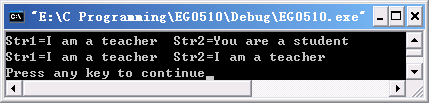 "E:\C Programming\EG0510\Debug\EG0510.exe"
Str1=I am a teacher  Str2=You are a student
Str1=I am a teacher  Str2=I am a teacher
Press any key to continue_